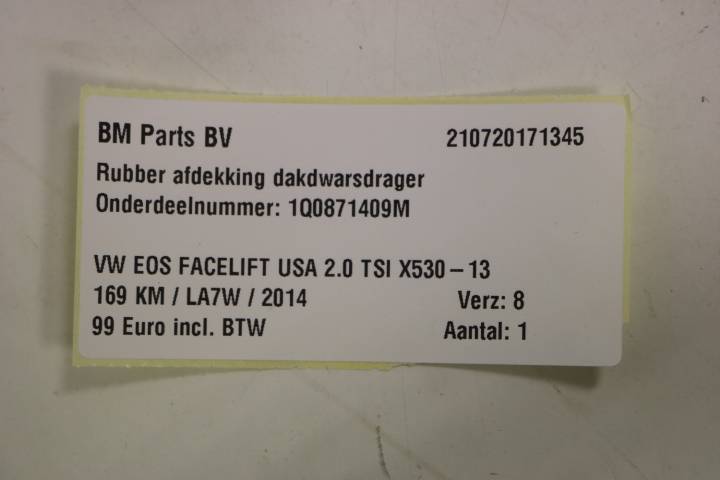 BM Parts BV 210720171345
Rubber afdekking dakdwarsdrager
Onderdeelnummer: 1Q0871409M
VW EOS FACELIFT USA 2.0 TSI X530 – 13
169 KM / LA7W / 2014 Verz: 8
99 Euro incl. BTW Aantal: 1